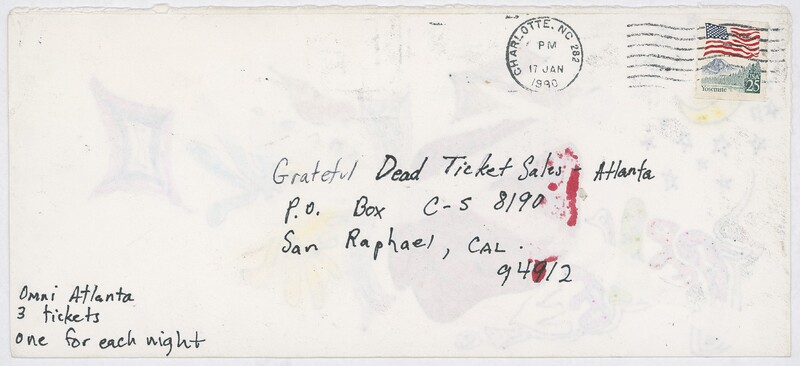 CHARLOTTE, NC 282
PM
17 JAN
1990
Yosemite
25
Grateful Dead Ticket Sales - Atlanta
P.O. Box C-S 8190
San Raphael, CAL.
94912
Omni Atlanta
3 tickets
one for each night